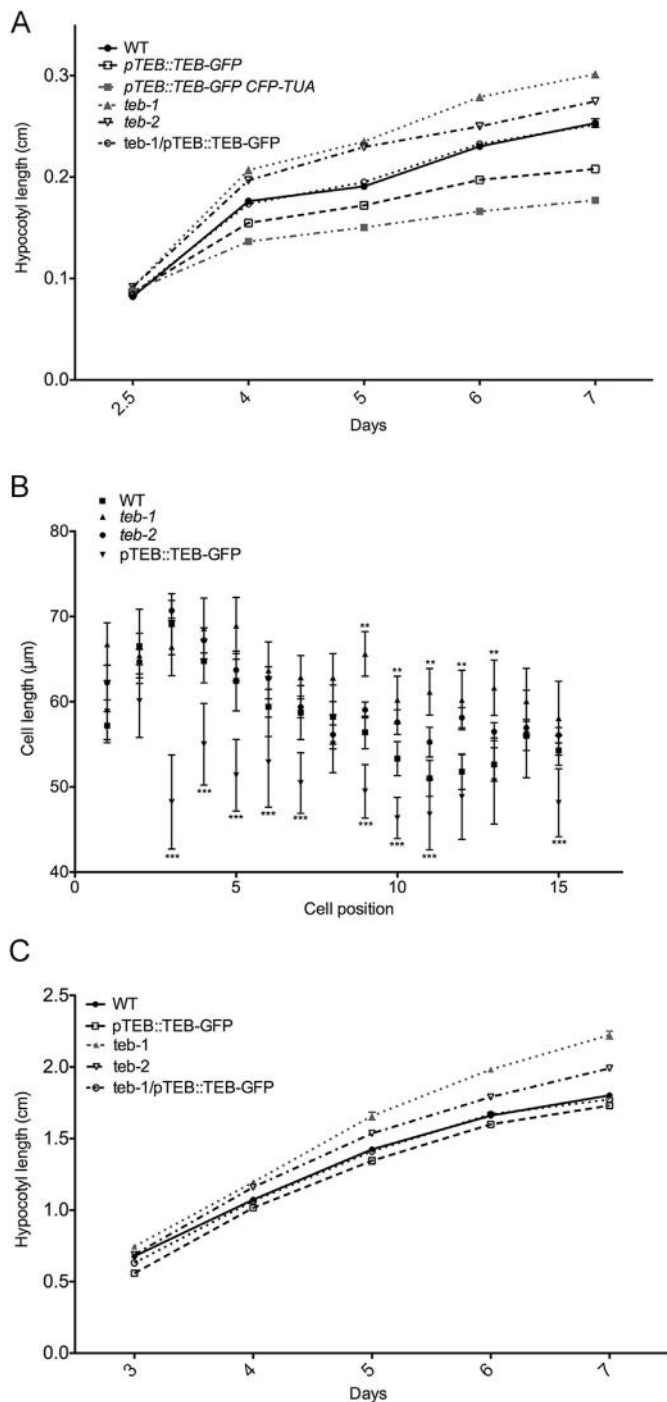 A
WT
pTEB::TEB-GFP
pTEB::TEB-GFP CFP-TUA
teb-1
teb-2
teb-1/pTEB::TEB-GFP
Hypocotyl length (cm)
0.3
0.2
0.1
0.0
2.5 4 5 6 7
Days
B
WT
teb-1
teb-2
pTEB::TEB-GFP
Cell length (µm)
80
70
60
50
40
** ** ** ** **
*** *** *** *** *** *** *** *** ***
0 5 10 15
Cell position
C
WT
pTEB::TEB-GFP
teb-1
teb-2
teb-1/pTEB::TEB-GFP
Hypocotyl length (cm)
2.5
2.0
1.5
1.0
0.5
0.0
3 4 5 6 7
Days